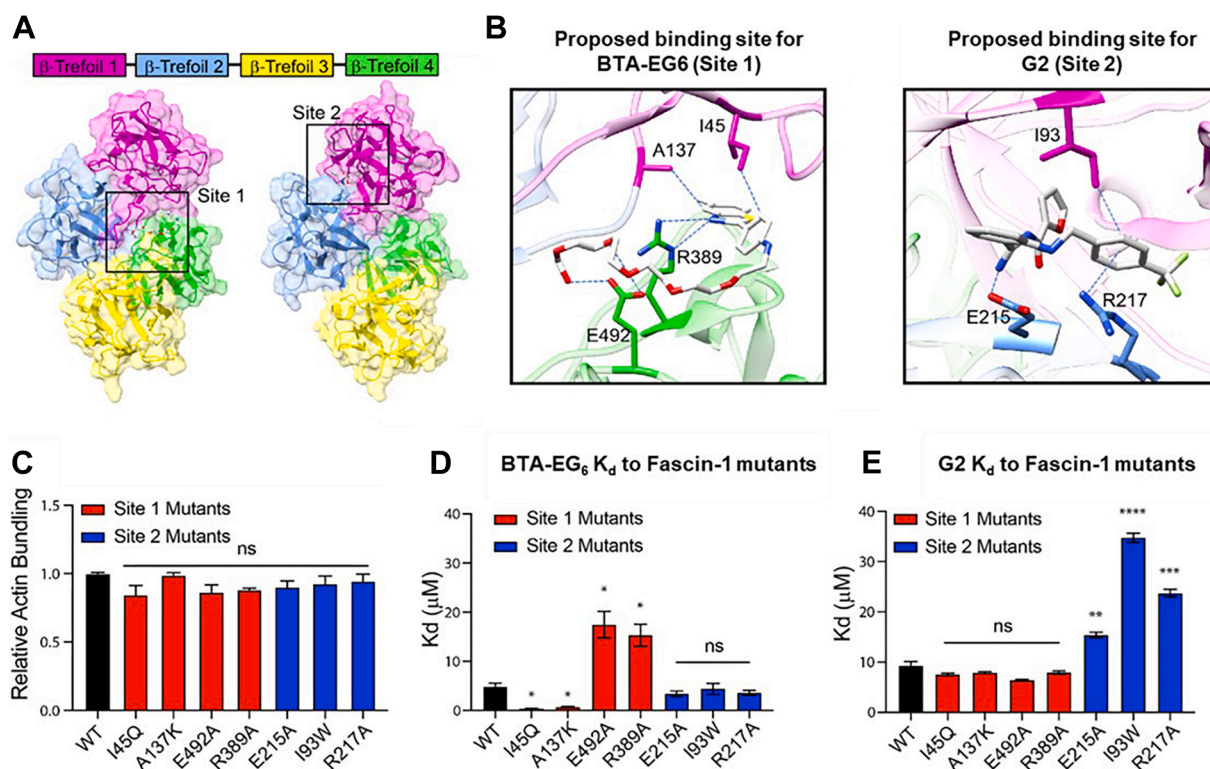 A
β-Trefoil 1 β-Trefoil 2 β-Trefoil 3 β-Trefoil 4
Site 1
Site 2
B
Proposed binding site for
BTA-EG6 (Site 1)
I45
A137
R389
E492
Proposed binding site for
G2 (Site 2)
I93
E215
R217
C
Relative Actin Bundling
1.5
1.0
0.5
0.0
Site 1 Mutants
Site 2 Mutants
ns
WT I45Q A137K E492A R389A E215A I93W R217A
D
BTA-EG₆ K_d to Fascin-1 mutants
Kd (μM)
40
30
20
10
0
Site 1 Mutants
Site 2 Mutants
* * * * ns
WT I45Q A137K E492A R389A E215A I93W R217A
E
G2 K_d to Fascin-1 mutants
Kd (μM)
40
30
20
10
0
Site 1 Mutants
Site 2 Mutants
ns ** **** ***
WT I45Q A137K E492A R389A E215A I93W R217A